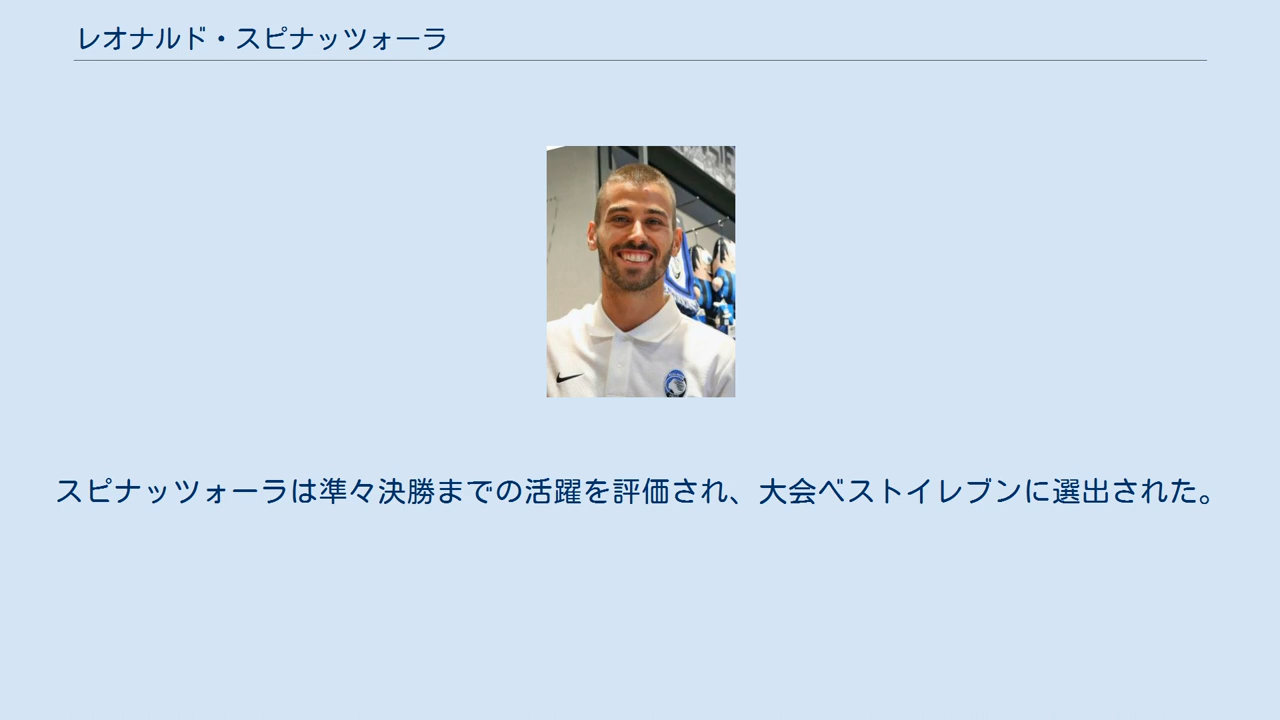 レオナルド・スピナッツォーラ
スピナッツォーラは準々決勝までの活躍を評価され、大会ベストイレブンに選出された。